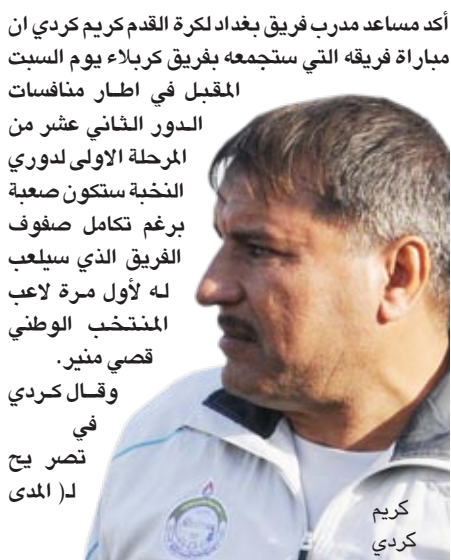 أكد مساعد مدرب فريق بغداد لكرة القدم كريم كردي ان
مباراة فريقه التي ستجمعه بفريق كربلاء يوم السبت
المقبل في اطار منافسات
الدور الثاني عشر من
المرحلة الاولى لدوري
النخبة ستكون صعبة
برغم تكامل صفوف
الفريق الذي سيلعب
له لأول مرة لاعب
المنتخب الوطني
قصي منير.
وقال كردي
في
تصر يح
لـ( المدى
كريم
كردي